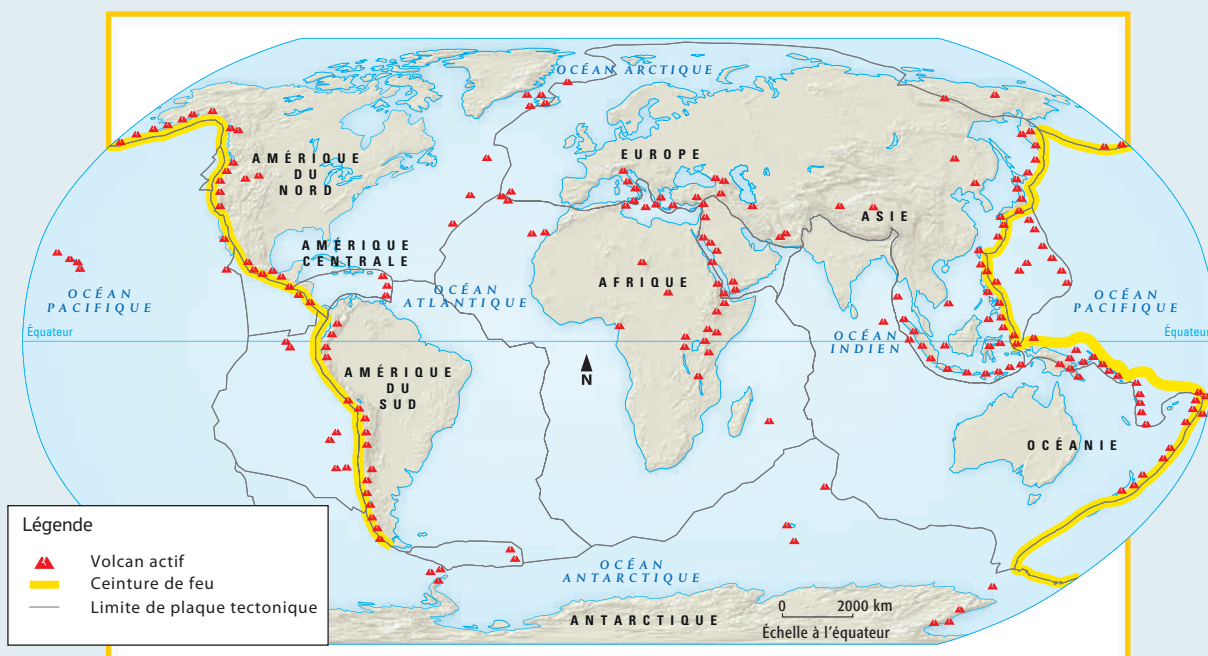 OCÉAN ARCTIQUE
AMÉRIQUE
DU
NORD
EUROPE
ASIE
AMÉRIQUE
CENTRALE
AFRIQUE
OCÉAN
PACIFIQUE
OCÉAN
ATLANTIQUE
OCÉAN
PACIFIQUE
Équateur
OCÉAN
INDIEN
Équateur
N
AMÉRIQUE
DU
SUD
OCÉANIE
Légende
Volcan actif
Ceinture de feu
Limite de plaque tectonique
OCÉAN
ANTARCTIQUE
ANTARCTIQUE
0 2000 km
Échelle à l'équateur